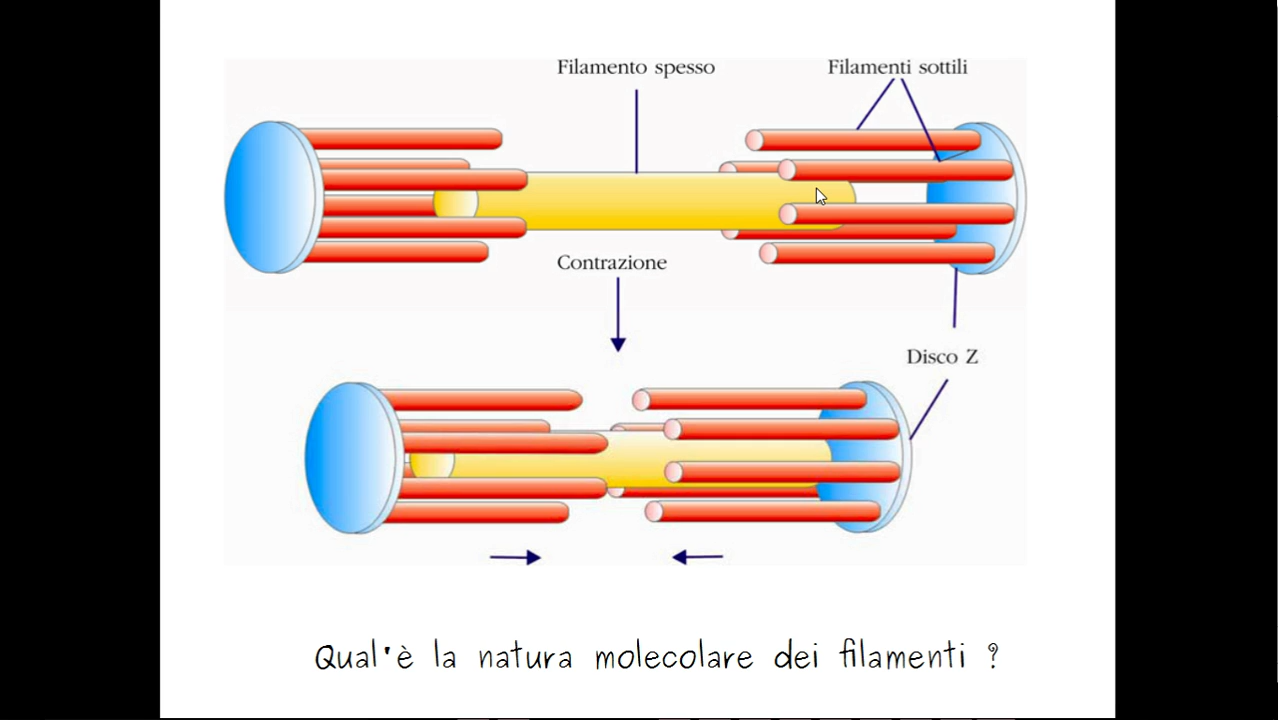 Filamento spesso
Filamenti sottili
Contrazione
Disco Z
Qual'è la natura molecolare dei filamenti ?